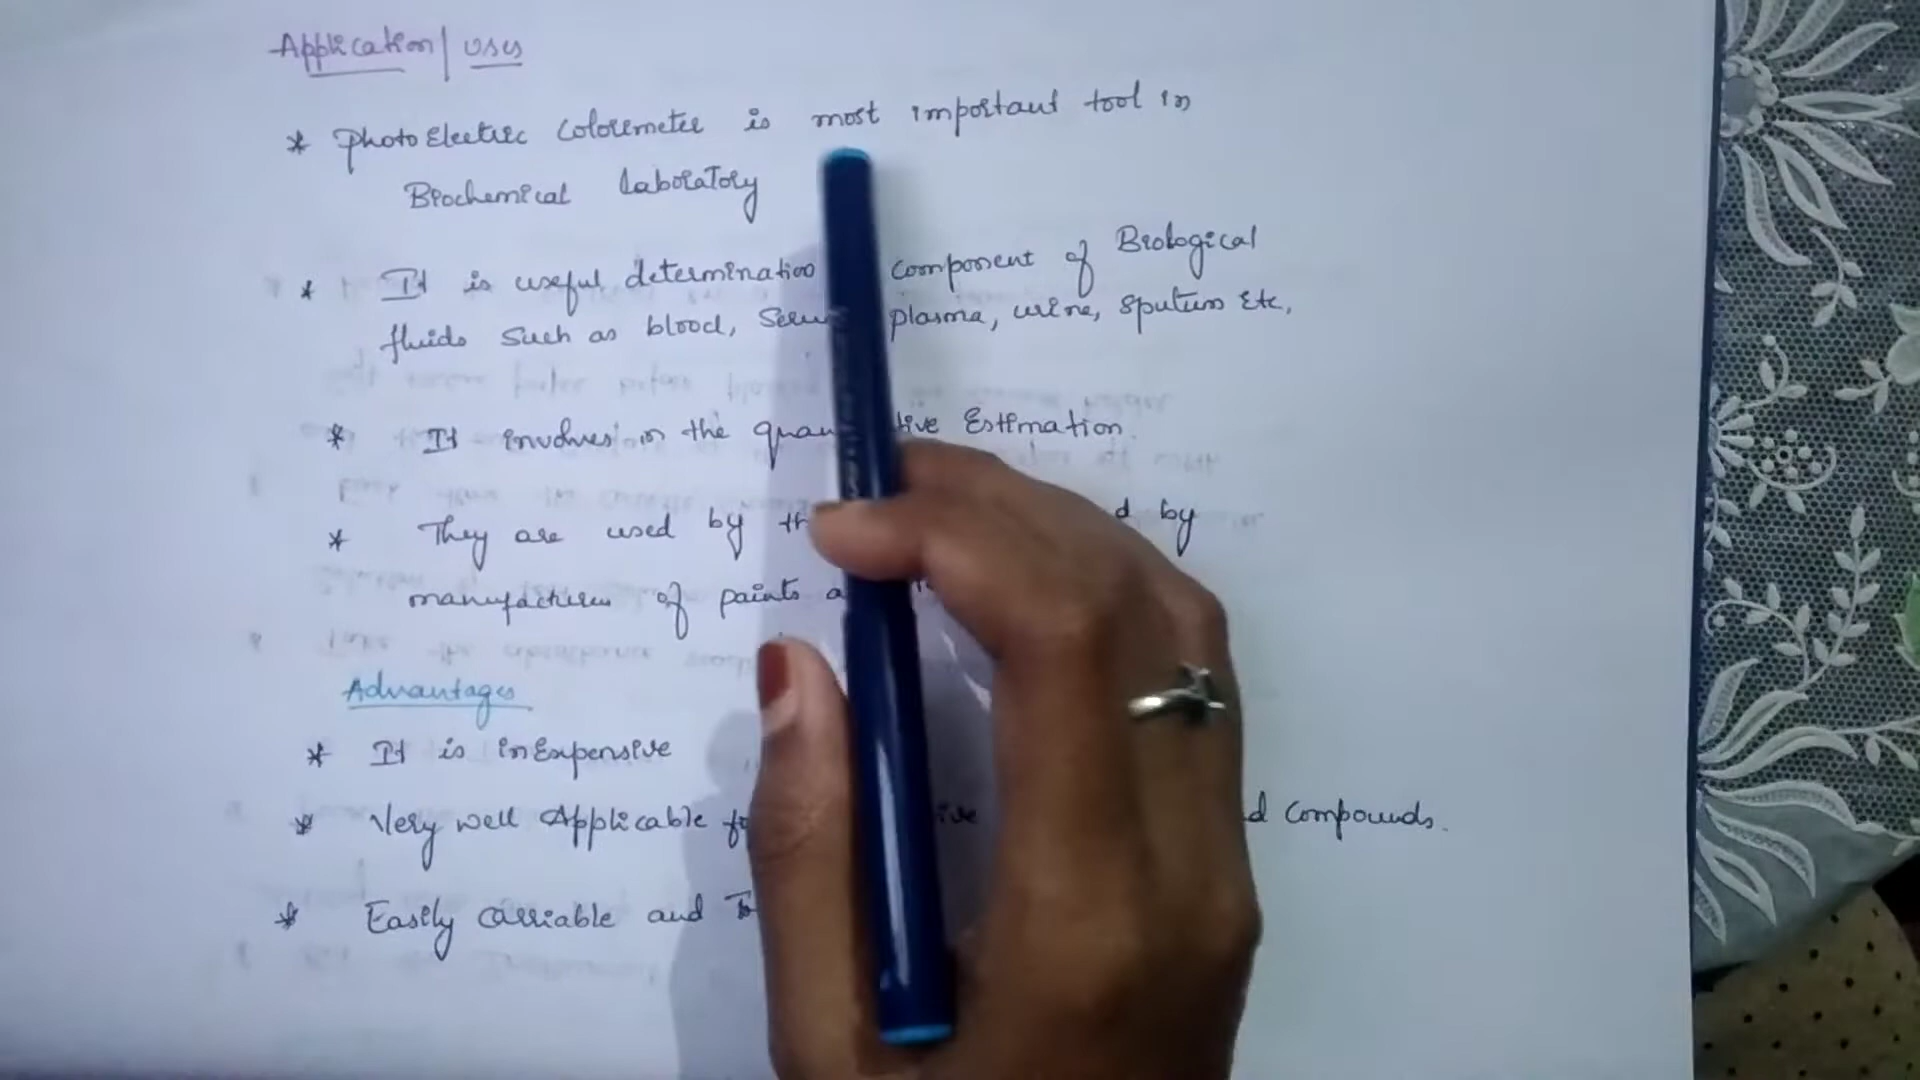 Application/uses
* Photo Electric Colorimeter is most important tool in
Biochemical Laboratory
* It is useful determination component of Biological
fluids such as blood, plasma, urine, sputum Etc,
* It involves in the Estimation.
* They are used by by
manufactures of paints
Advantages
* It is inExpensive
* Very well Applicable Compounds.
* Easily carriable and